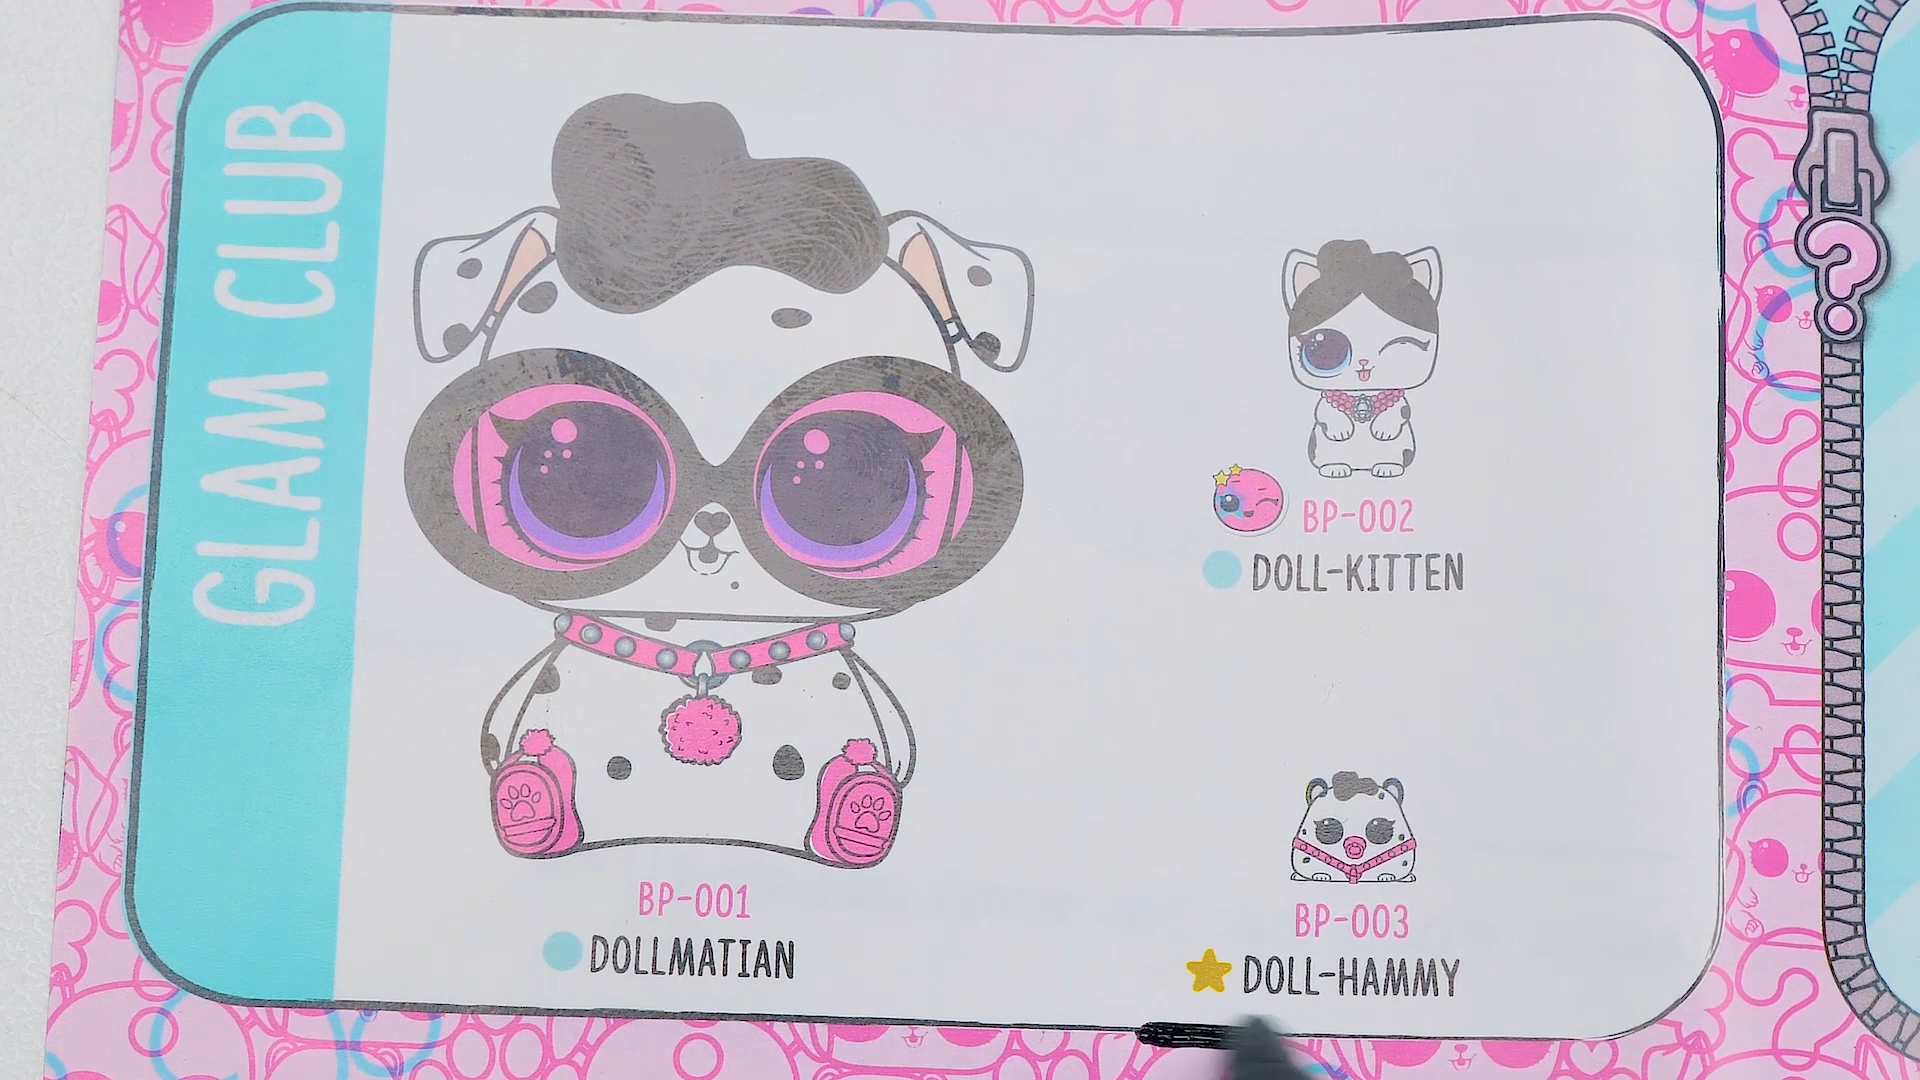 GLAM CLUB
BP-001
DOLLMATIAN
BP-002
DOLL-KITTEN
BP-003
DOLL-HAMMY
?